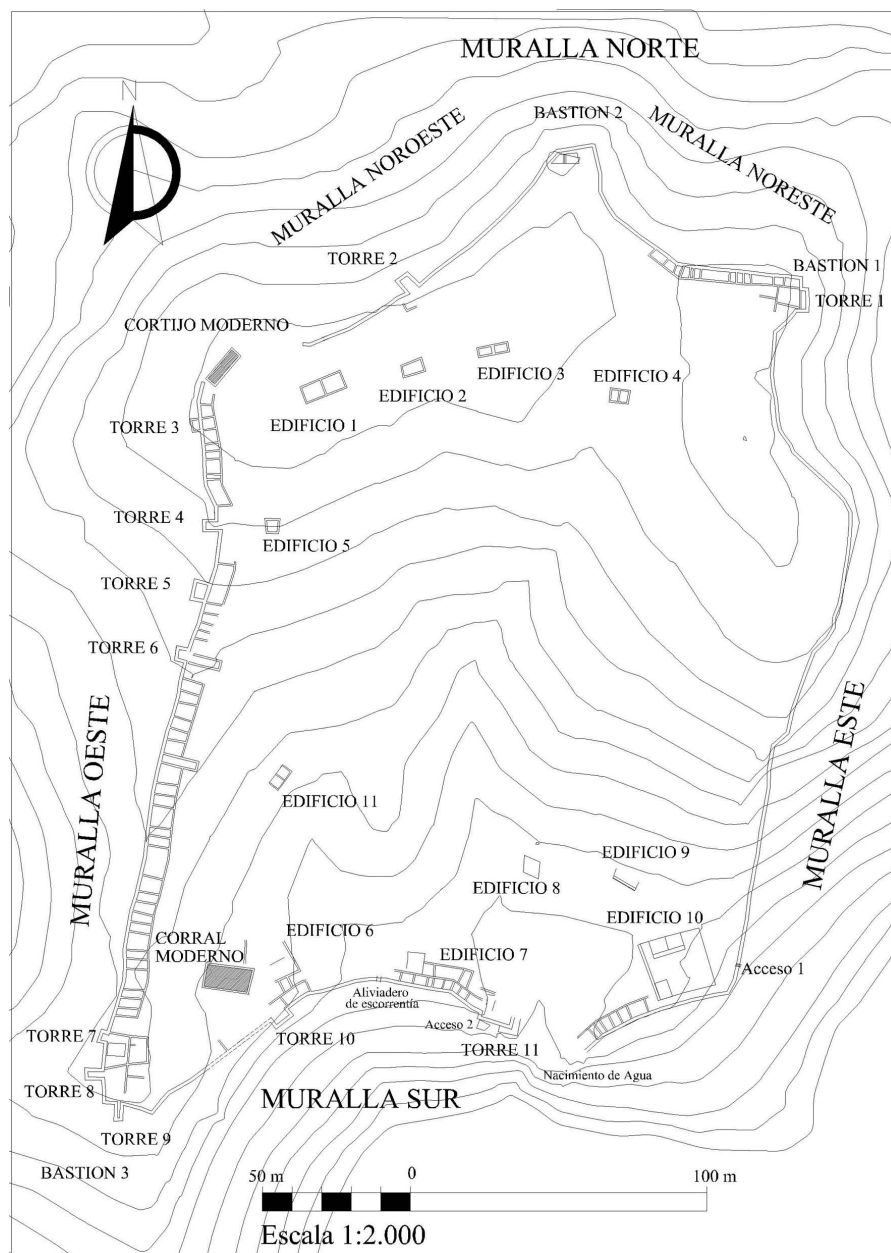 MURALLA NORTE
N
BASTION 2
MURALLA NOROESTE
MURALLA NORESTE
TORRE 2
BASTION 1
TORRE 1
CORTIJO MODERNO
EDIFICIO 3
EDIFICIO 4
EDIFICIO 2
EDIFICIO 1
TORRE 3
TORRE 4
EDIFICIO 5
TORRE 5
TORRE 6
MURALLA OESTE
MURALLA ESTE
EDIFICIO 11
EDIFICIO 9
EDIFICIO 8
EDIFICIO 10
EDIFICIO 6
CORRAL
MODERNO
EDIFICIO 7
Acceso 1
Aliviadero
de escorrentía
Acceso 2
TORRE 7
TORRE 10
TORRE 11
Nacimiento de Agua
TORRE 8
MURALLA SUR
TORRE 9
BASTION 3
50 m
0
100 m
Escala 1:2.000